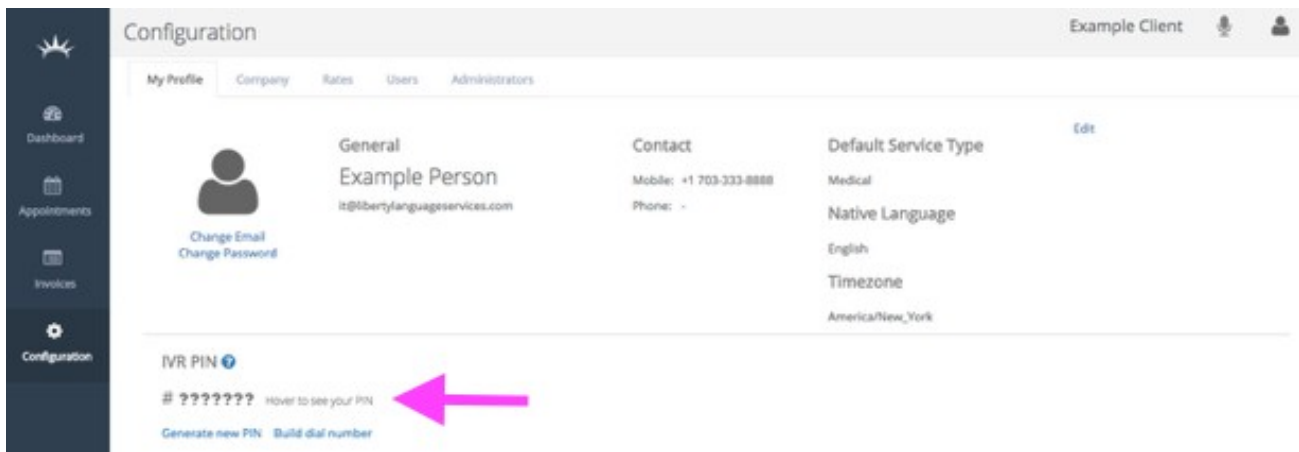 Configuration
Example Client
My Profile Company Rates Users Administrators
Dashboard
Appointments
Invoices
Configuration
Change Email
Change Password
General
Example Person
it@libertylanguageservices.com
Contact
Mobile: +1 703-333-8888
Phone: -
Default Service Type
Medical
Native Language
English
Timezone
America/New_York
Edit
IVR PIN ?
# ??????? Hover to see your PIN
Generate new PIN Build dial number